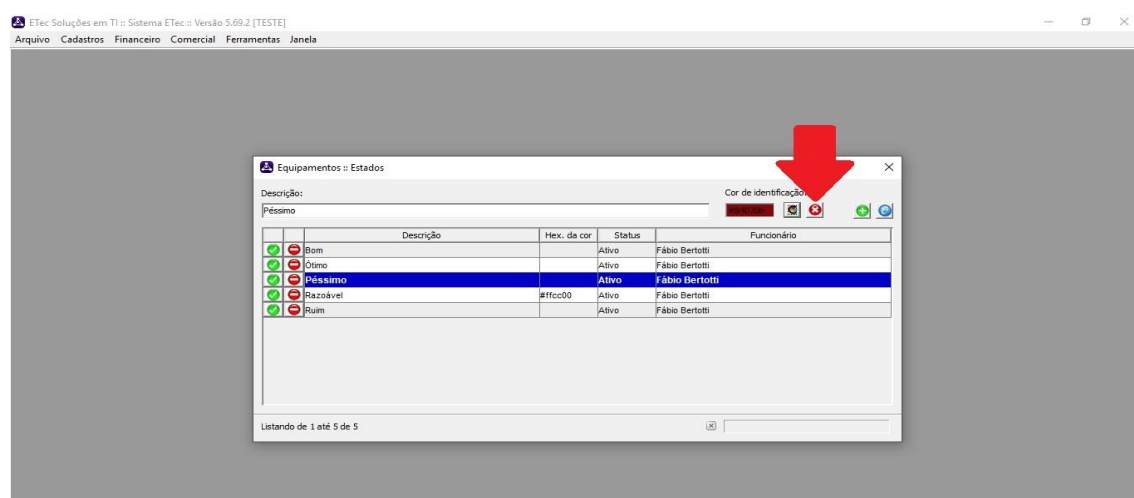 ETec Soluções em TI :: Sistema ETec :: Versão 5.69.2 [TESTE]
Arquivo Cadastros Financeiro Comercial Ferramentas Janela
Equipamentos :: Estados
Descrição: Cor de identificação:
Péssimo
Descrição Hex. da cor Status Funcionário
Bom Ativo Fábio Bertotti
Ótimo Ativo Fábio Bertotti
Péssimo Ativo Fábio Bertotti
Razoável #ffcc00 Ativo Fábio Bertotti
Ruim Ativo Fábio Bertotti
Listando de 1 até 5 de 5